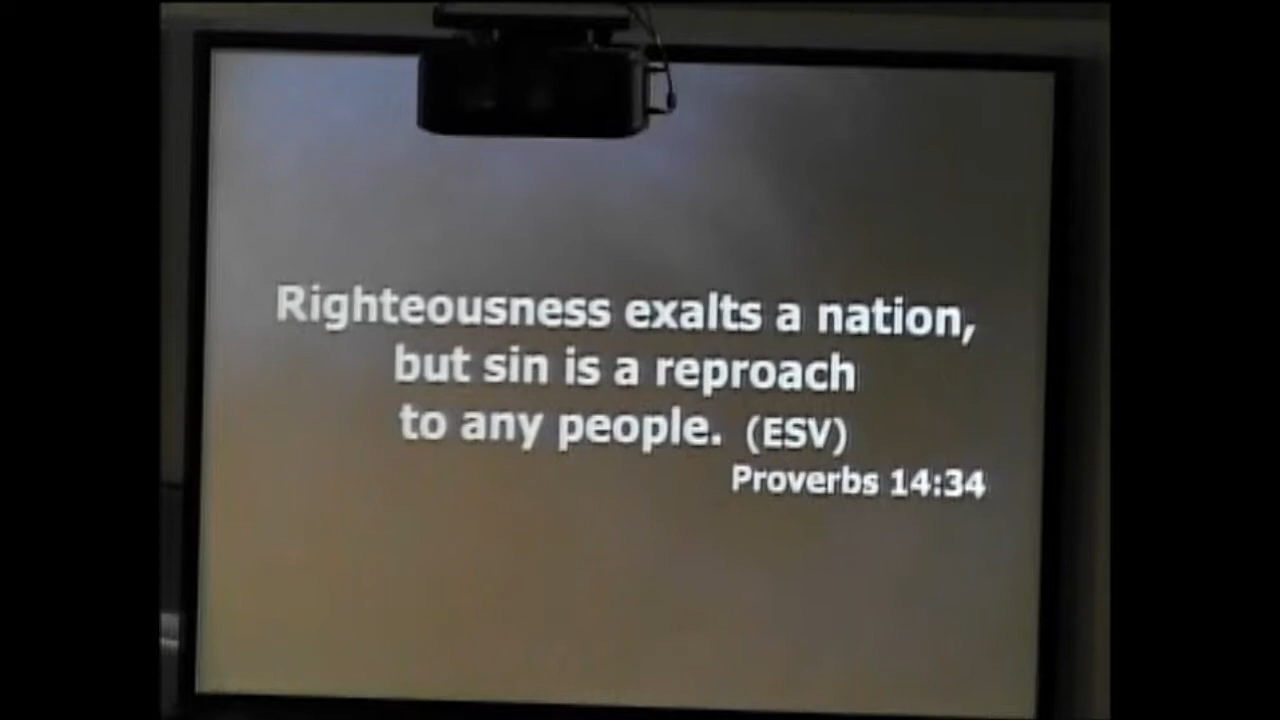 Righteousness exalts a nation,
but sin is a reproach
to any people. (ESV)
Proverbs 14:34